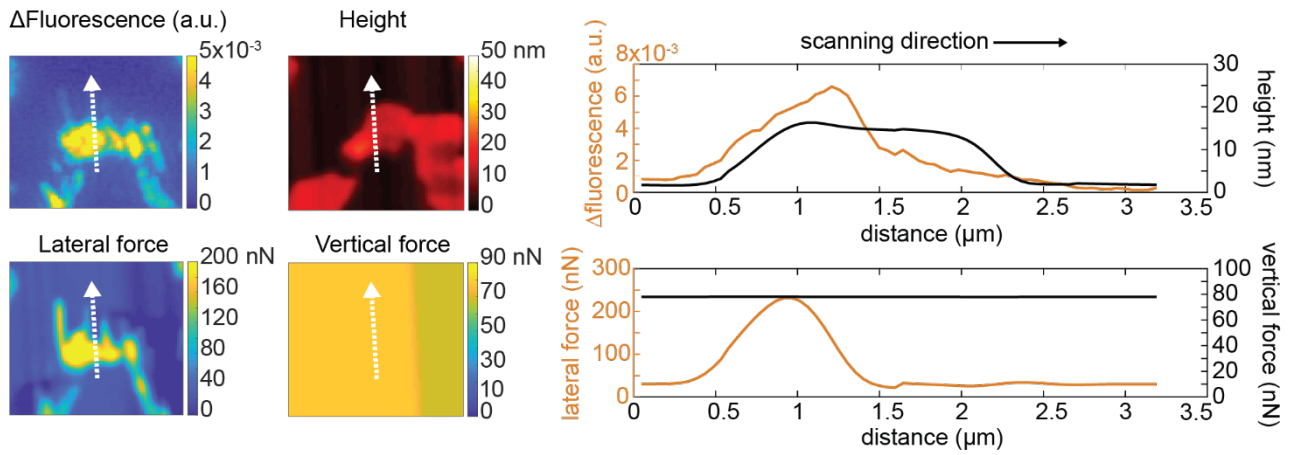 ΔFluorescence (a.u.)
5x10⁻³
4
3
2
1
0
Height
50 nm
40
30
20
10
0
Lateral force
200 nN
160
120
80
40
0
Vertical force
90 nN
70
50
30
10
0
scanning direction
Δfluorescence (a.u.)
8x10⁻³
6
4
2
0
30
20
10
0
height (nm)
0 0.5 1 1.5 2 2.5 3 3.5
distance (µm)
lateral force (nN)
300
200
100
0
100
80
60
40
20
0
vertical force (nN)
0 0.5 1 1.5 2 2.5 3 3.5
distance (µm)